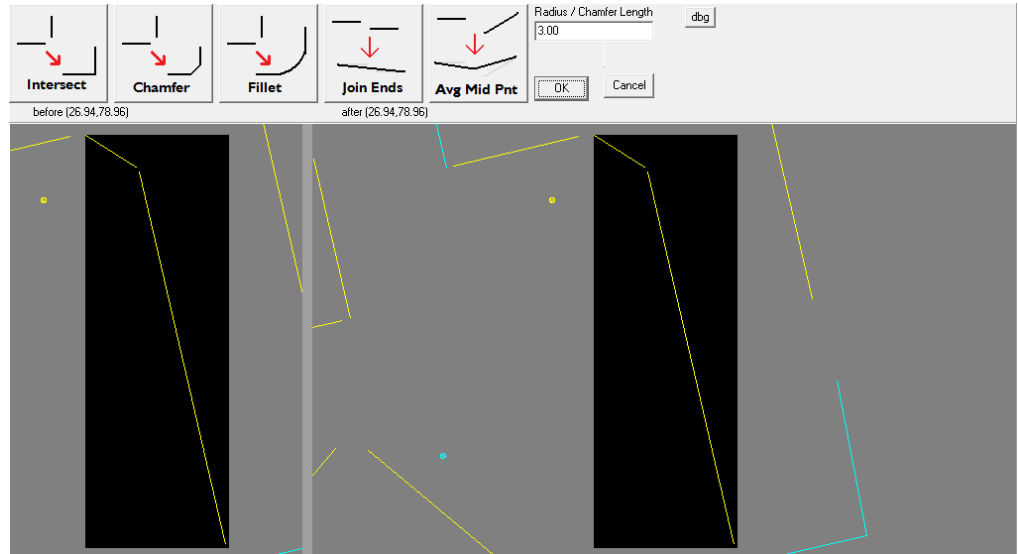 Intersect
Chamfer
Fillet
Join Ends
Avg Mid Pnt
Radius / Chamfer Length
3.00
OK
Cancel
dbg
before (26.94,78.96)
after (26.94,78.96)